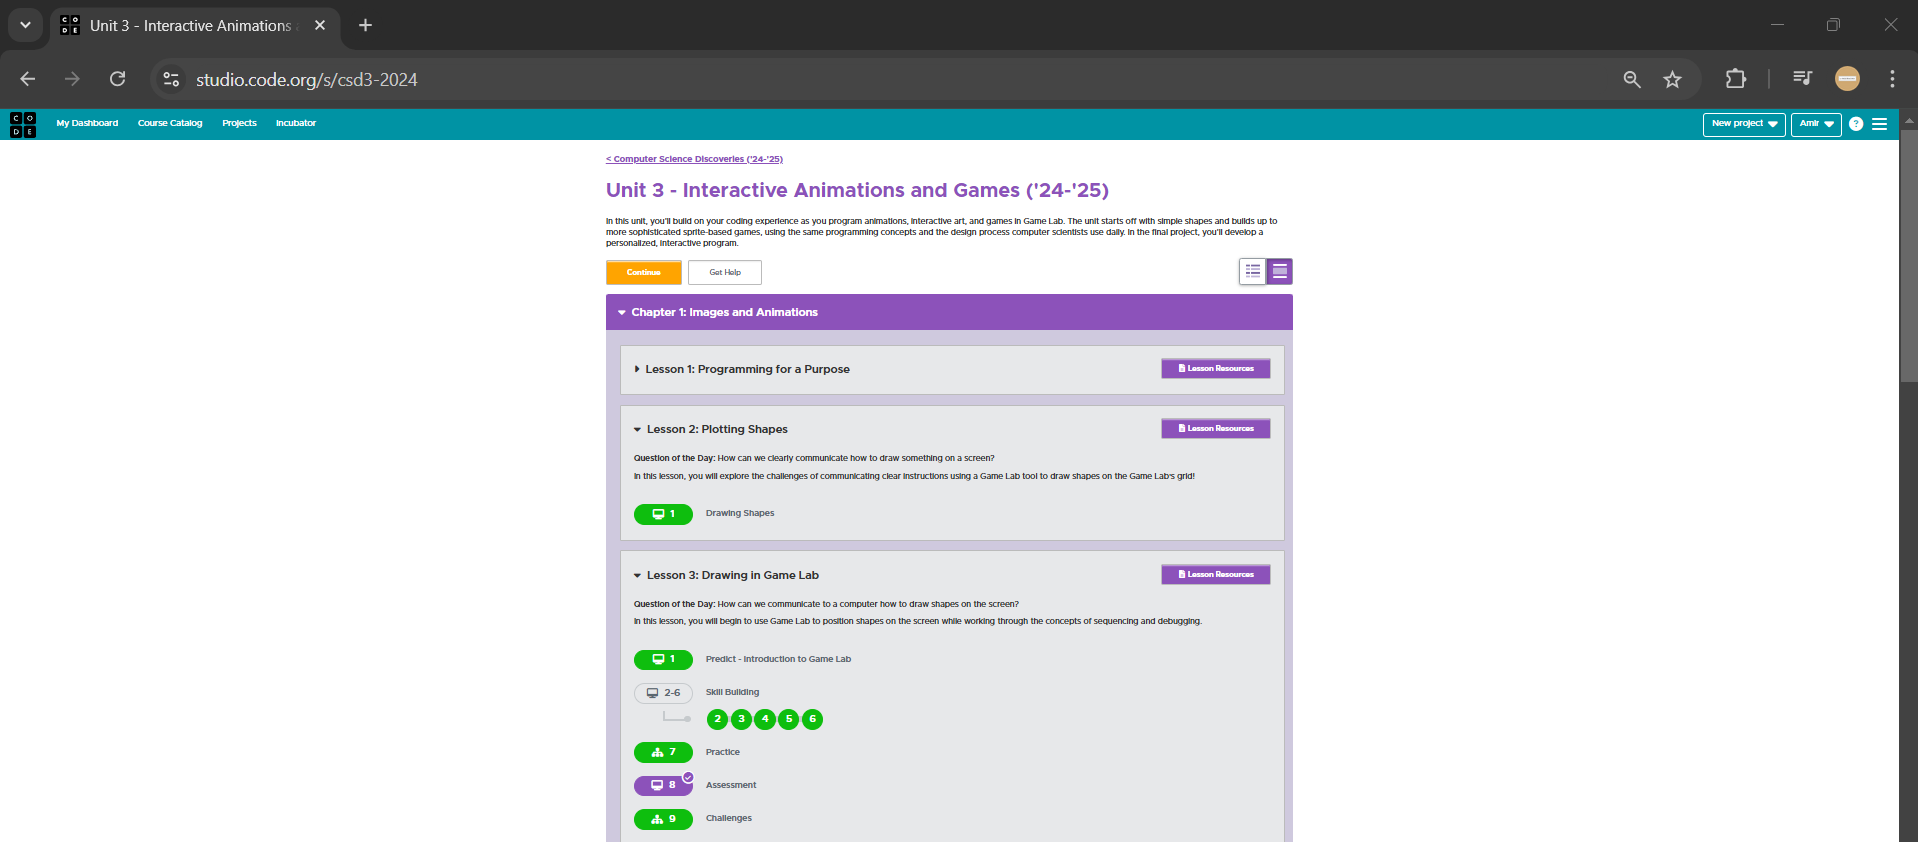 Unit 3 - Interactive Animations
studio.code.org/s/csd3-2024
CODE
My Dashboard Course Catalog Projects Incubator New project Amir ?
< Computer Science Discoveries ('24-'25)
Unit 3 - Interactive Animations and Games ('24-'25)
In this unit, you'll build on your coding experience as you program animations, interactive art, and games in Game Lab. The unit starts off with simple shapes and builds up to
more sophisticated sprite-based games, using the same programming concepts and the design process computer scientists use daily. In the final project, you'll develop a
personalized, interactive program.
Continue Get Help
Chapter 1: Images and Animations
Lesson 1: Programming for a Purpose Lesson Resources
Lesson 2: Plotting Shapes Lesson Resources
Question of the Day: How can we clearly communicate how to draw something on a screen?
In this lesson, you will explore the challenges of communicating clear instructions using a Game Lab tool to draw shapes on the Game Lab's grid!
1 Drawing Shapes
Lesson 3: Drawing in Game Lab Lesson Resources
Question of the Day: How can we communicate to a computer how to draw shapes on the screen?
In this lesson, you will begin to use Game Lab to position shapes on the screen while working through the concepts of sequencing and debugging.
1 Predict - Introduction to Game Lab
2-6 Skill Building
2 3 4 5 6
7 Practice
8 Assessment
9 Challenges